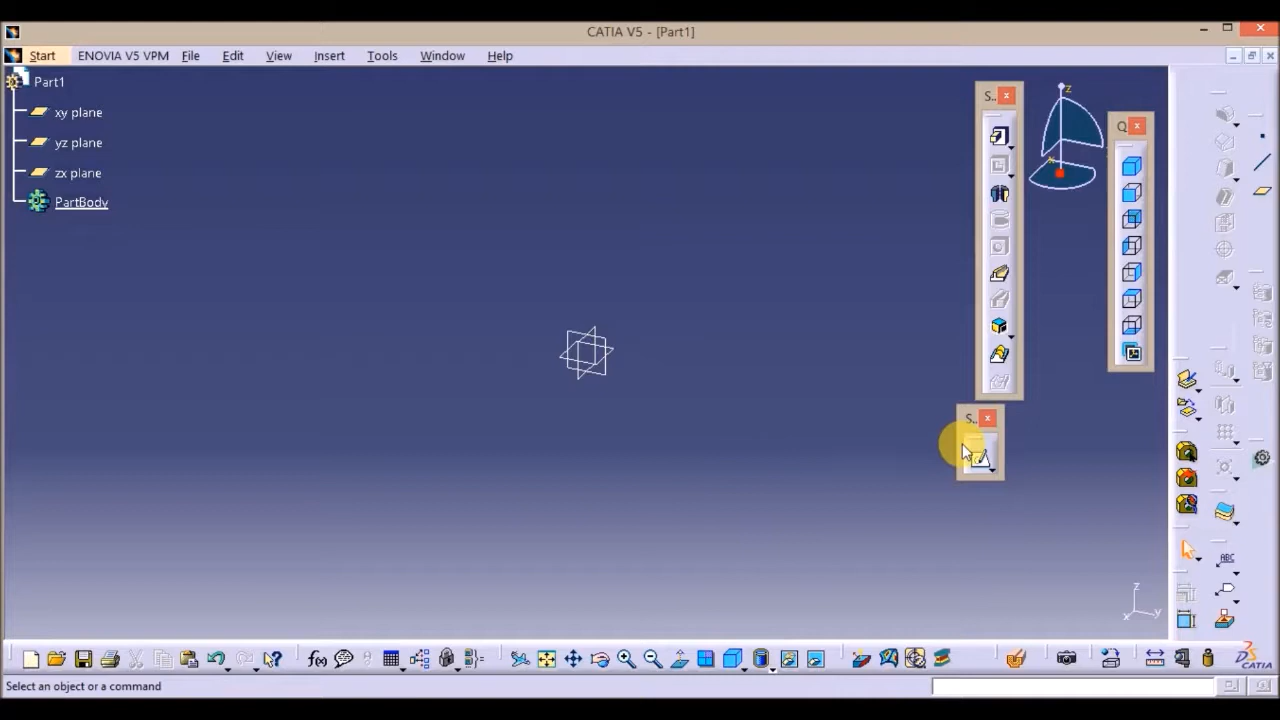 CATIA V5 - [Part1]
Start ENOVIA V5 VPM File Edit View Insert Tools Window Help
Part1
xy plane
yz plane
zx plane
PartBody
S..
Q
z
x
S..
ABC
z
x y
f(x)
CATIA
Select an object or a command